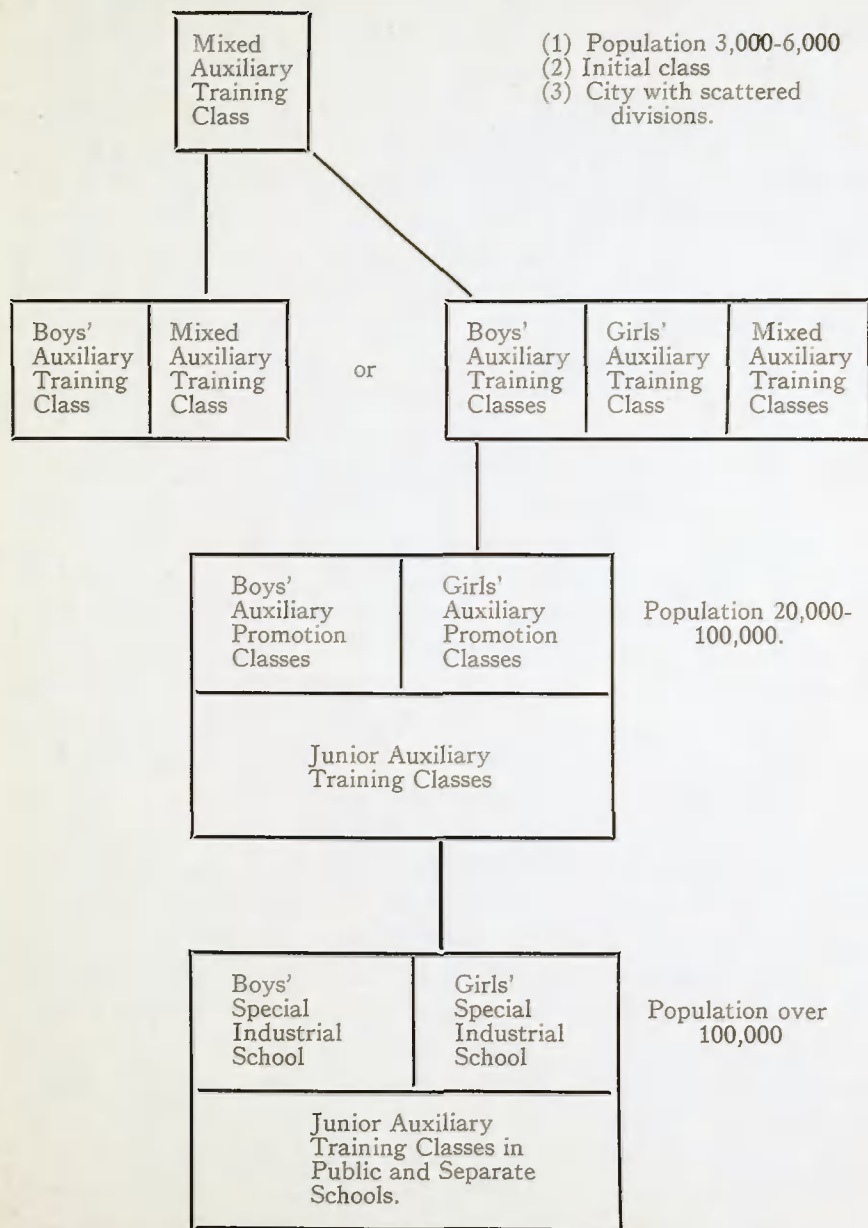 Mixed
Auxiliary
Training
Class
(1) Population 3,000-6,000
(2) Initial class
(3) City with scattered
divisions.
Boys'
Auxiliary
Training
Class
Mixed
Auxiliary
Training
Class
or
Boys'
Auxiliary
Training
Classes
Girls'
Auxiliary
Training
Class
Mixed
Auxiliary
Training
Classes
Boys'
Auxiliary
Promotion
Classes
Girls'
Auxiliary
Promotion
Classes
Population 20,000-
100,000.
Junior Auxiliary
Training Classes
Boys'
Special
Industrial
School
Girls'
Special
Industrial
School
Population over
100,000
Junior Auxiliary
Training Classes in
Public and Separate
Schools.